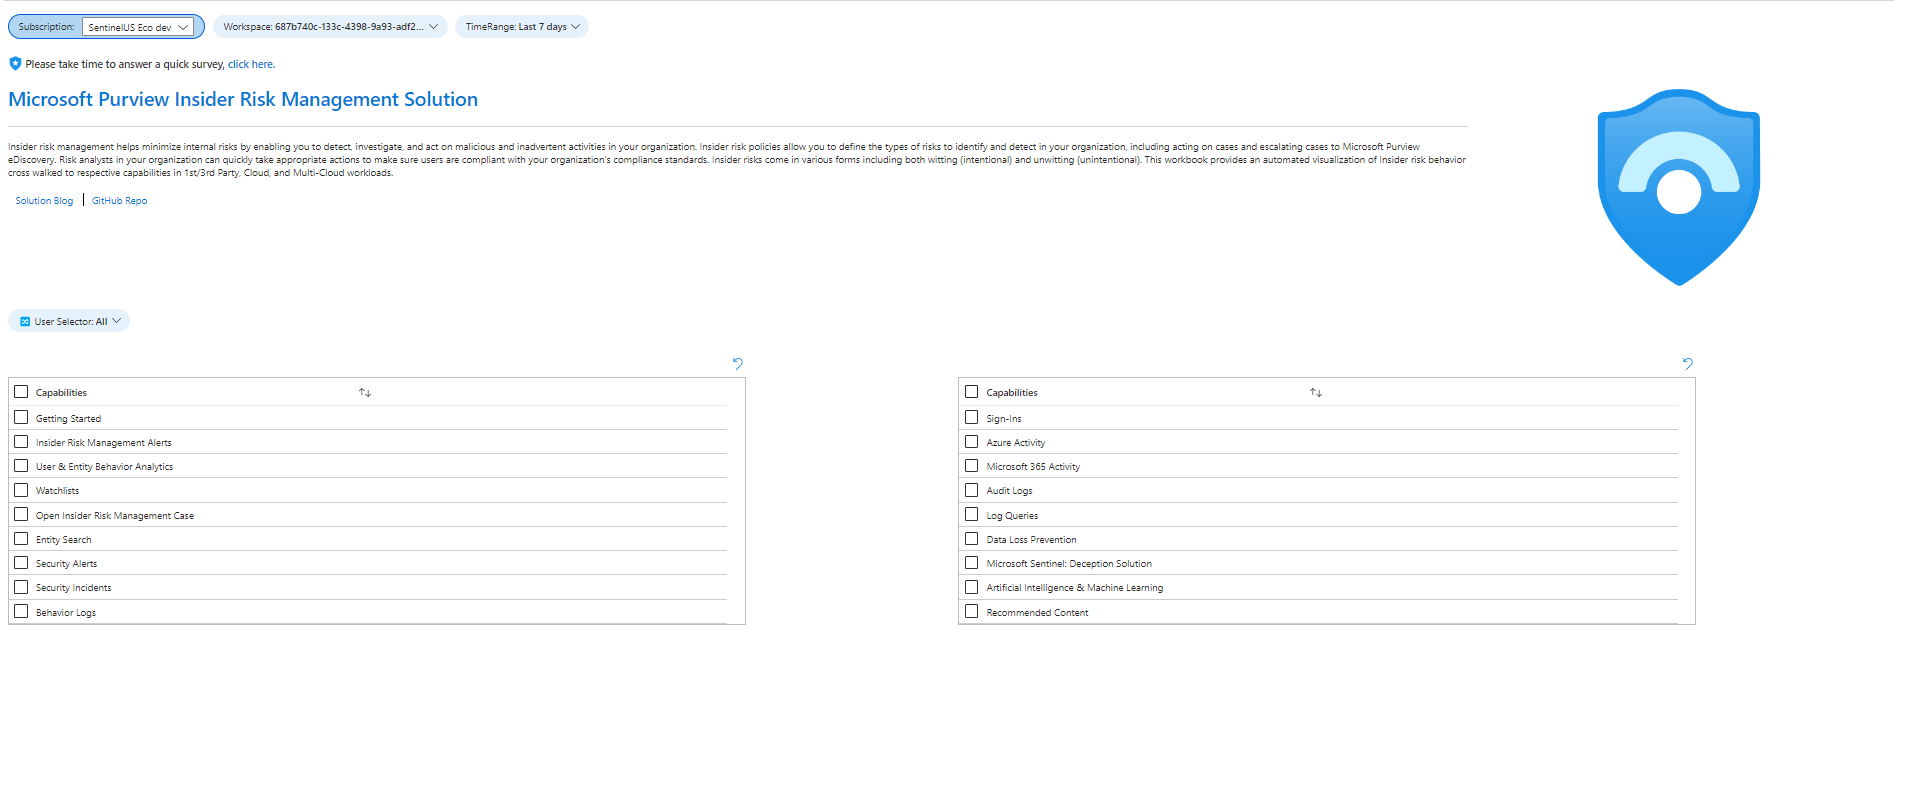 Subscription: SentinelUS Eco dev Workspace: 687b740c-133c-4398-9a93-adf2... TimeRange: Last 7 days
Please take time to answer a quick survey, click here.
Microsoft Purview Insider Risk Management Solution
Insider risk management helps minimize internal risks by enabling you to detect, investigate, and act on malicious and inadvertent activities in your organization. Insider risk policies allow you to define the types of risks to identify and detect in your organization, including acting on cases and escalating cases to Microsoft Purview
eDiscovery. Risk analysts in your organization can quickly take appropriate actions to make sure users are compliant with your organization's compliance standards. Insider risks come in various forms including both witting (intentional) and unwitting (unintentional). This workbook provides an automated visualization of Insider risk behavior
cross walked to respective capabilities in 1st/3rd Party, Cloud, and Multi-Cloud workloads.
Solution Blog GitHub Repo
User Selector: All
Capabilities
Getting Started
Insider Risk Management Alerts
User & Entity Behavior Analytics
Watchlists
Open Insider Risk Management Case
Entity Search
Security Alerts
Security Incidents
Behavior Logs
Capabilities
Sign-Ins
Azure Activity
Microsoft 365 Activity
Audit Logs
Log Queries
Data Loss Prevention
Microsoft Sentinel: Deception Solution
Artificial Intelligence & Machine Learning
Recommended Content